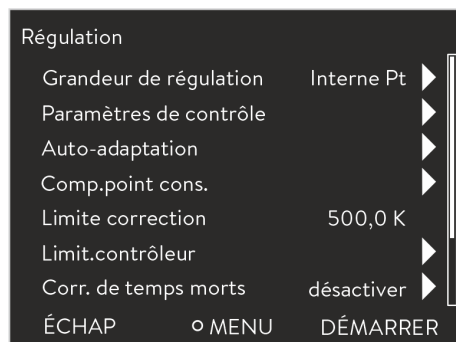 Régulation
Grandeur de régulation Interne Pt
Paramètres de contrôle
Auto-adaptation
Comp.point cons.
Limite correction 500,0 K
Limit.contrôleur
Corr. de temps morts désactiver
ÉCHAP MENU DÉMARRER